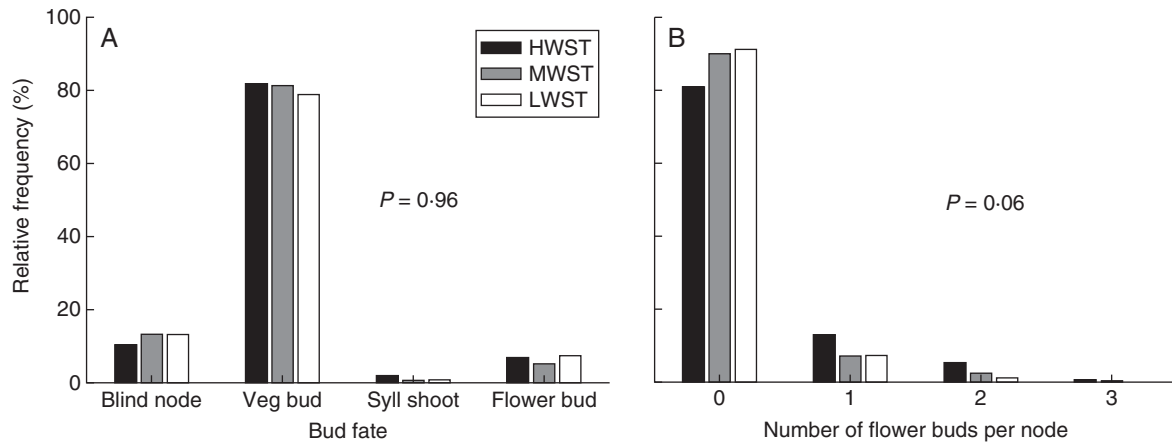 100
80
60
40
20
0
Relative frequency (%)
A
HWST
MWST
LWST
P = 0·96
Blind node
Veg bud
Syll shoot
Flower bud
Bud fate
B
P = 0·06
0
1
2
3
Number of flower buds per node